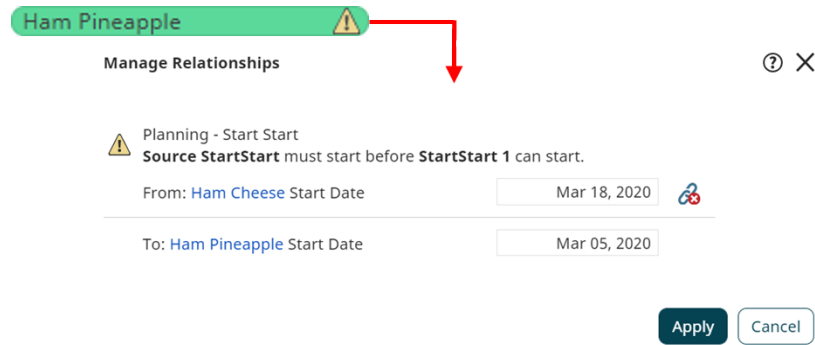 Ham Pineapple
Manage Relationships
Planning - Start Start
Source StartStart must start before StartStart 1 can start.
From: Ham Cheese Start Date Mar 18, 2020
To: Ham Pineapple Start Date Mar 05, 2020
Apply Cancel